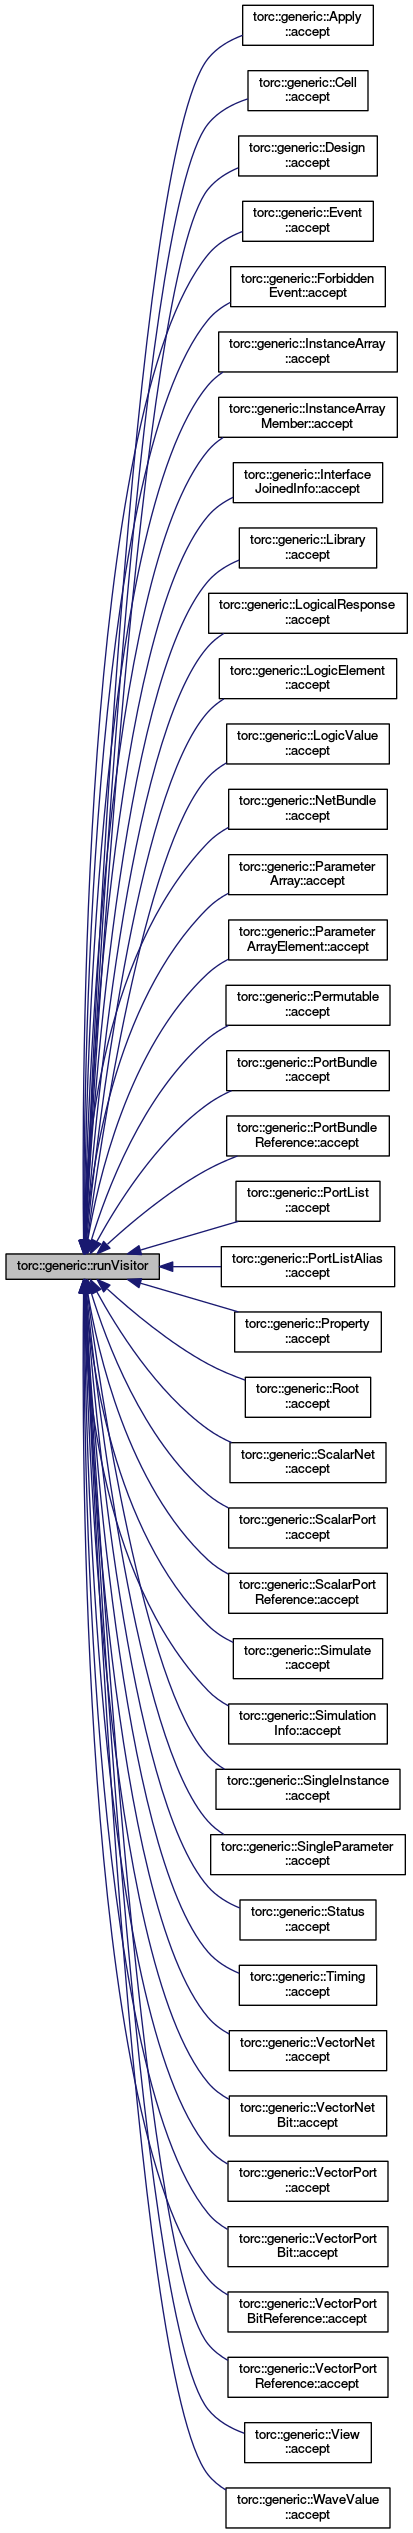 torc::generic::Apply
::accept
torc::generic::Cell
::accept
torc::generic::Design
::accept
torc::generic::Event
::accept
torc::generic::Forbidden
Event::accept
torc::generic::InstanceArray
::accept
torc::generic::InstanceArray
Member::accept
torc::generic::Interface
JoinedInfo::accept
torc::generic::Library
::accept
torc::generic::LogicalResponse
::accept
torc::generic::LogicElement
::accept
torc::generic::LogicValue
::accept
torc::generic::NetBundle
::accept
torc::generic::Parameter
Array::accept
torc::generic::Parameter
ArrayElement::accept
torc::generic::Permutable
::accept
torc::generic::PortBundle
::accept
torc::generic::PortBundle
Reference::accept
torc::generic::PortList
::accept
torc::generic::runVisitor
torc::generic::PortListAlias
::accept
torc::generic::Property
::accept
torc::generic::Root
::accept
torc::generic::ScalarNet
::accept
torc::generic::ScalarPort
::accept
torc::generic::ScalarPort
Reference::accept
torc::generic::Simulate
::accept
torc::generic::Simulation
Info::accept
torc::generic::SingleInstance
::accept
torc::generic::SingleParameter
::accept
torc::generic::Status
::accept
torc::generic::Timing
::accept
torc::generic::VectorNet
::accept
torc::generic::VectorNet
Bit::accept
torc::generic::VectorPort
::accept
torc::generic::VectorPort
Bit::accept
torc::generic::VectorPort
BitReference::accept
torc::generic::VectorPort
Reference::accept
torc::generic::View
::accept
torc::generic::WaveValue
::accept